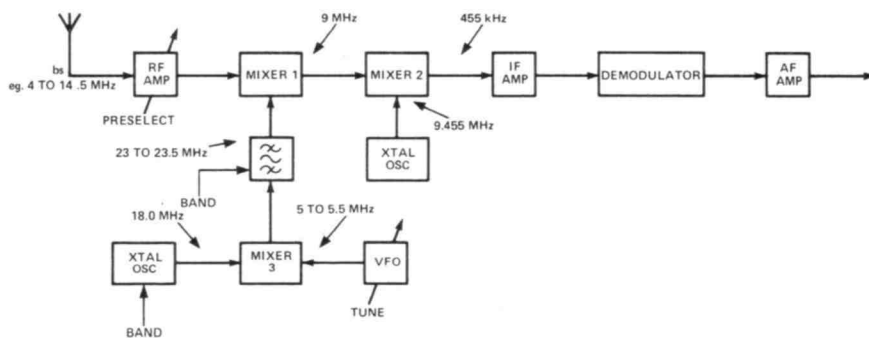 9 MHz
455 kHz
bs
eg. 4 TO 14 .5 MHz
RF
AMP
MIXER 1
MIXER 2
IF
AMP
DEMODULATOR
AF
AMP
PRESELECT
9.455 MHz
23 TO 23.5 MHz
XTAL
OSC
BAND
18.0 MHz
5 TO 5.5 MHz
XTAL
OSC
MIXER
3
VFO
TUNE
BAND